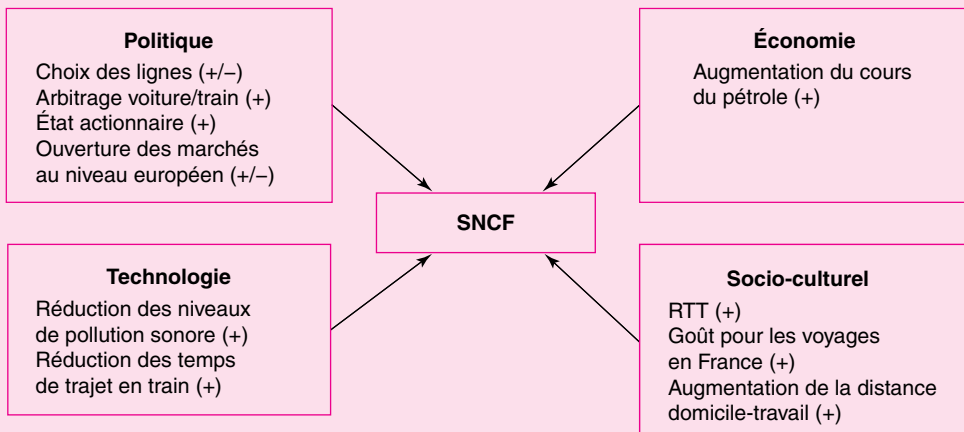 Politique
Choix des lignes (+/−)
Arbitrage voiture/train (+)
État actionnaire (+)
Ouverture des marchés
au niveau européen (+/−)
Économie
Augmentation du cours
du pétrole (+)
SNCF
Technologie
Réduction des niveaux
de pollution sonore (+)
Réduction des temps
de trajet en train (+)
Socio-culturel
RTT (+)
Goût pour les voyages
en France (+)
Augmentation de la distance
domicile-travail (+)